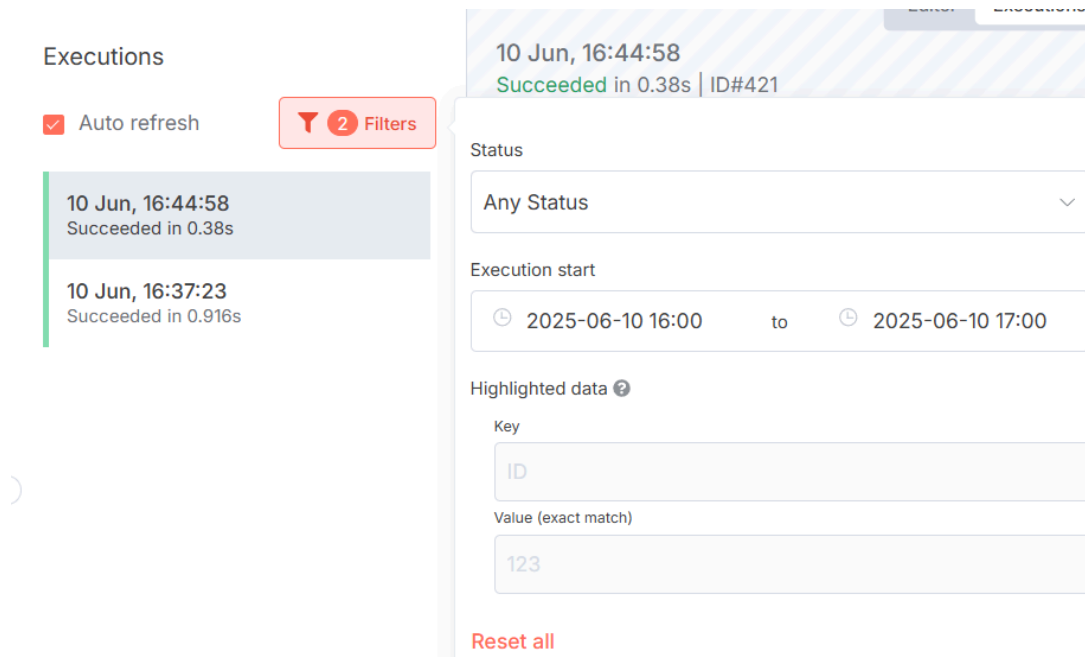 Executions
10 Jun, 16:44:58
Succeeded in 0.38s | ID#421
Auto refresh
2 Filters
10 Jun, 16:44:58
Succeeded in 0.38s
10 Jun, 16:37:23
Succeeded in 0.916s
Status
Any Status
Execution start
2025-06-10 16:00 to 2025-06-10 17:00
Highlighted data ?
Key
ID
Value (exact match)
123
Reset all